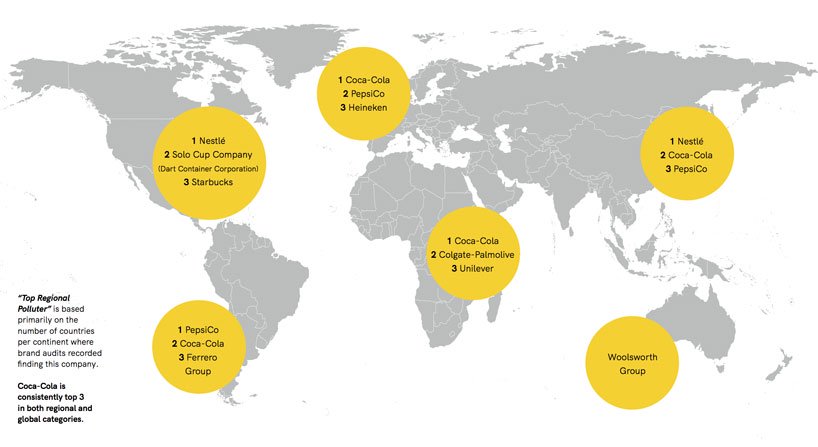 1 Coca-Cola
2 PepsiCo
3 Heineken
1 Nestlé
2 Solo Cup Company
(Dart Container Corporation)
3 Starbucks
1 Nestlé
2 Coca-Cola
3 PepsiCo
1 Coca-Cola
2 Colgate-Palmolive
3 Unilever
"Top Regional
Polluter" is based
primarily on the
number of countries
per continent where
brand audits recorded
finding this company.
Coca-Cola is
consistently top 3
in both regional and
global categories.
1 PepsiCo
2 Coca-Cola
3 Ferrero
Group
Woolsworth
Group